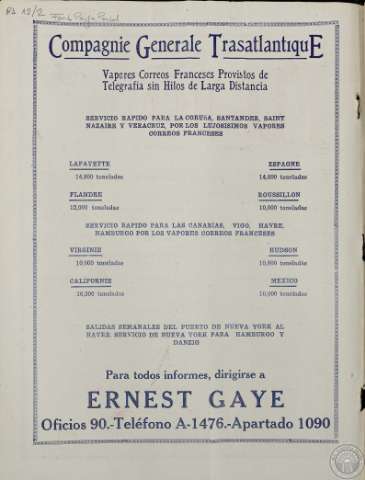 Compagnie Generale TrasatlantiquE
Vapores Correos Franceses Provistos de
Telegrafia sin Hilos de Larga Distancia
SERVICIO RAPIDO PARA LA CORUÑA, SANTANDER, SAINT
NAZAIRE Y VERACRUZ, POR LOS LUJOSISIMOS VAPORES
CORREOS FRANCESES
LAFAYETTE
14,000 toneladas
ESPAGNE
14,000 toneladas
FLANDRE
12,000 toneladas
ROUSSILLON
10,000 toneladas
SERVICIO RAPIDO PARA LAS CANARIAS, VIGO, HAVRE,
HAMBURGO POR LOS VAPORES CORREOS FRANCESES
VIRGINIE
10,000 toneladas
HUDSON
10,000 toneladas
CALIFORNIE
10,200 toneladas
MEXICO
10,000 toneladas
SALIDAS SEMANALES DEL PUERTO DE NUEVA YORK AL
HAVRE SERVICIO DE NUEVA YORK PARA HAMBURGO Y
Para todos informes, dirigirse a
ERNEST GAYE
Oficios 90.-Teléfono A-1476.-Apartado 1090